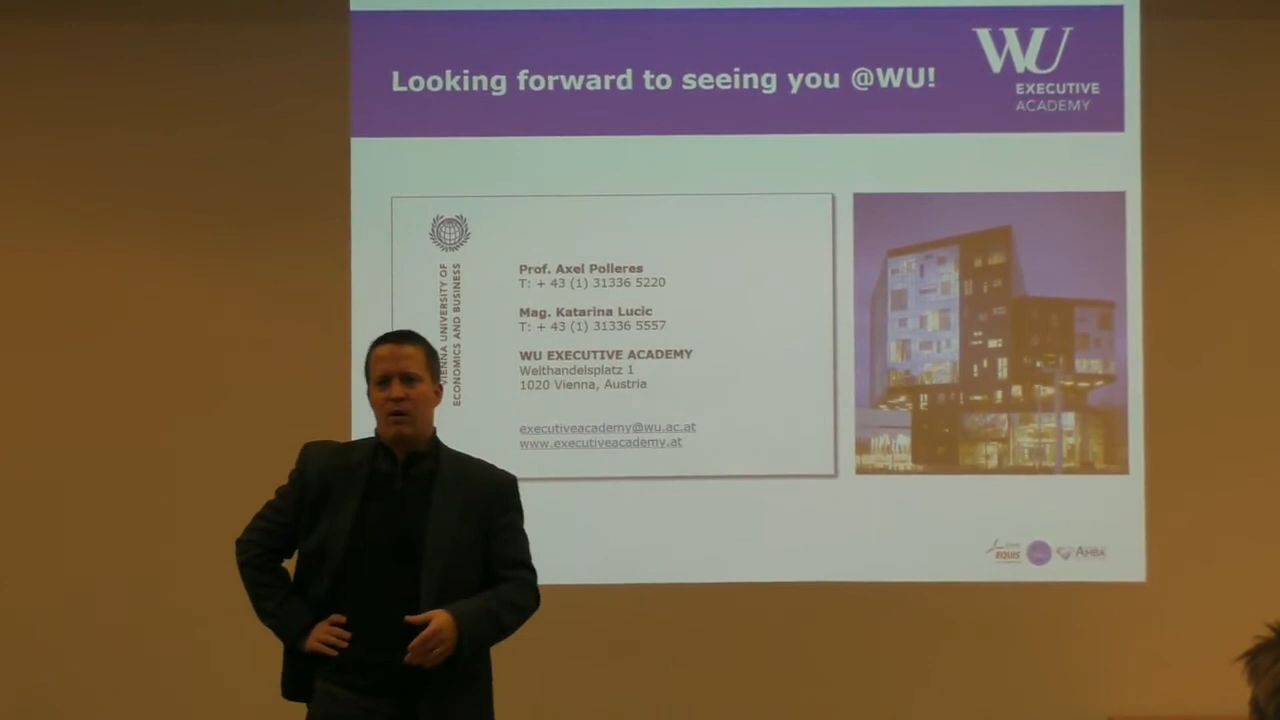 Looking forward to seeing you @WU!
WU
EXECUTIVE
ACADEMY
VIENNA UNIVERSITY OF
ECONOMICS AND BUSINESS
Prof. Axel Polleres
T: + 43 (1) 31336 5220
Mag. Katarina Lucic
T: + 43 (1) 31336 5557
WU EXECUTIVE ACADEMY
Welthandelsplatz 1
1020 Vienna, Austria
executiveacademy@wu.ac.at
www.executiveacademy.at
EQUIS
AMBA